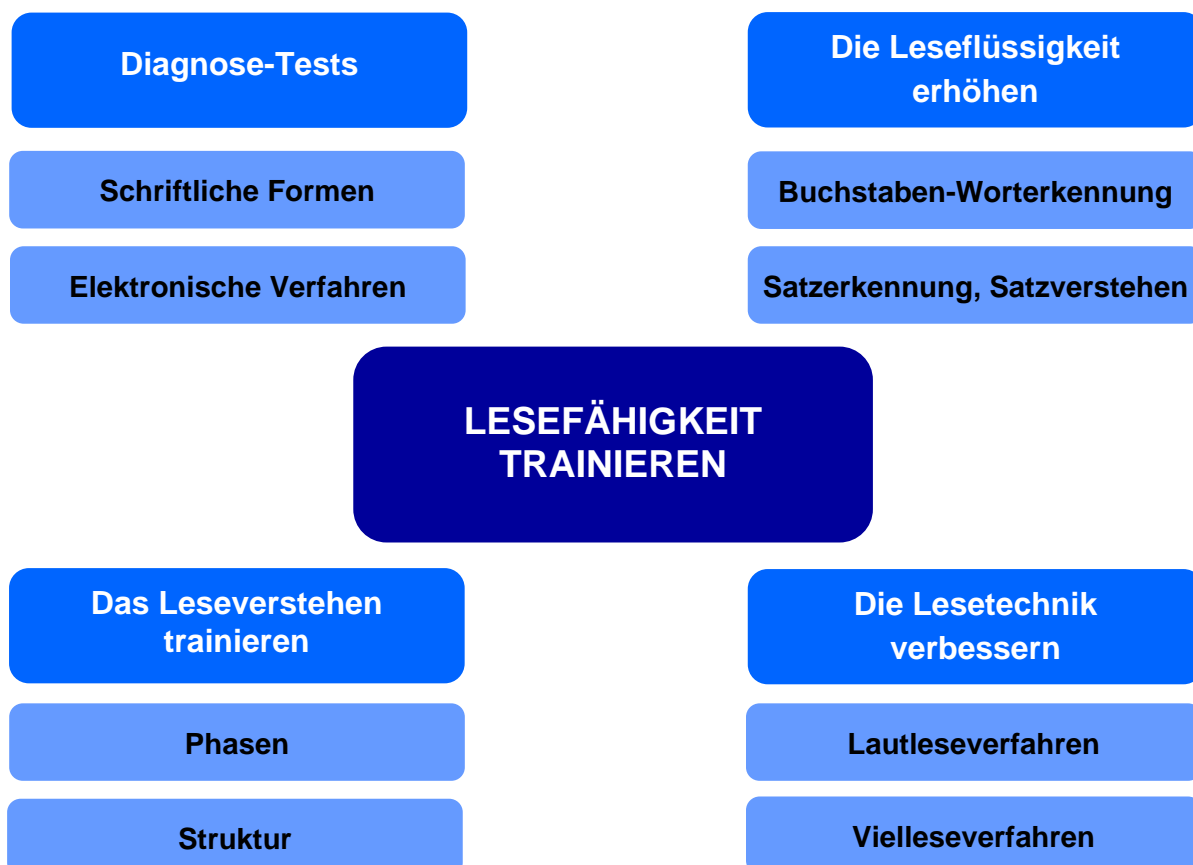 Diagnose-Tests
Schriftliche Formen
Elektronische Verfahren
Die Leseflüssigkeit
erhöhen
Buchstaben-Worterkennung
Satzerkennung, Satzverstehen
LESEFÄHIGKEIT
TRAINIEREN
Das Leseverstehen
trainieren
Phasen
Struktur
Die Lesetechnik
verbessern
Lautleseverfahren
Vielleseverfahren